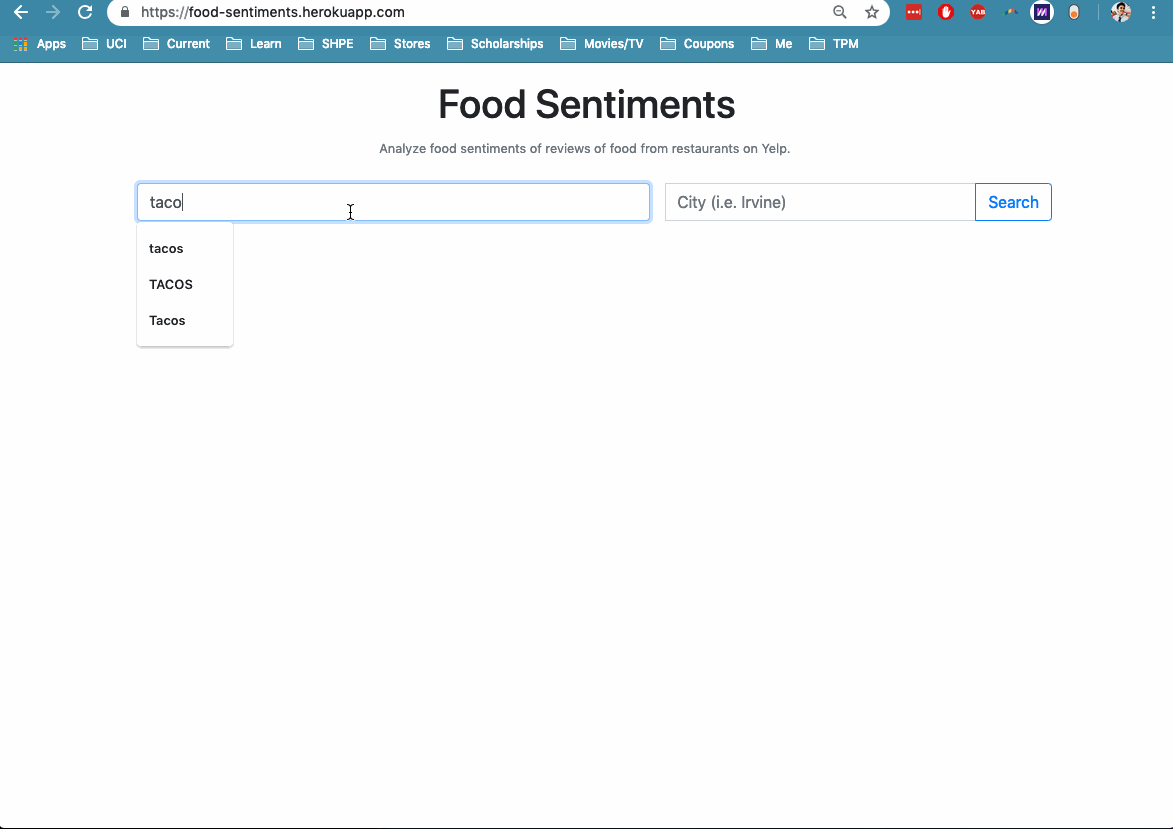 https://food-sentiments.herokuapp.com
YAB
Apps UCI Current Learn SHPE Stores Scholarships Movies/TV Coupons Me TPM
Food Sentiments
Analyze food sentiments of reviews of food from restaurants on Yelp.
taco City (i.e. Irvine) Search
tacos
TACOS
Tacos